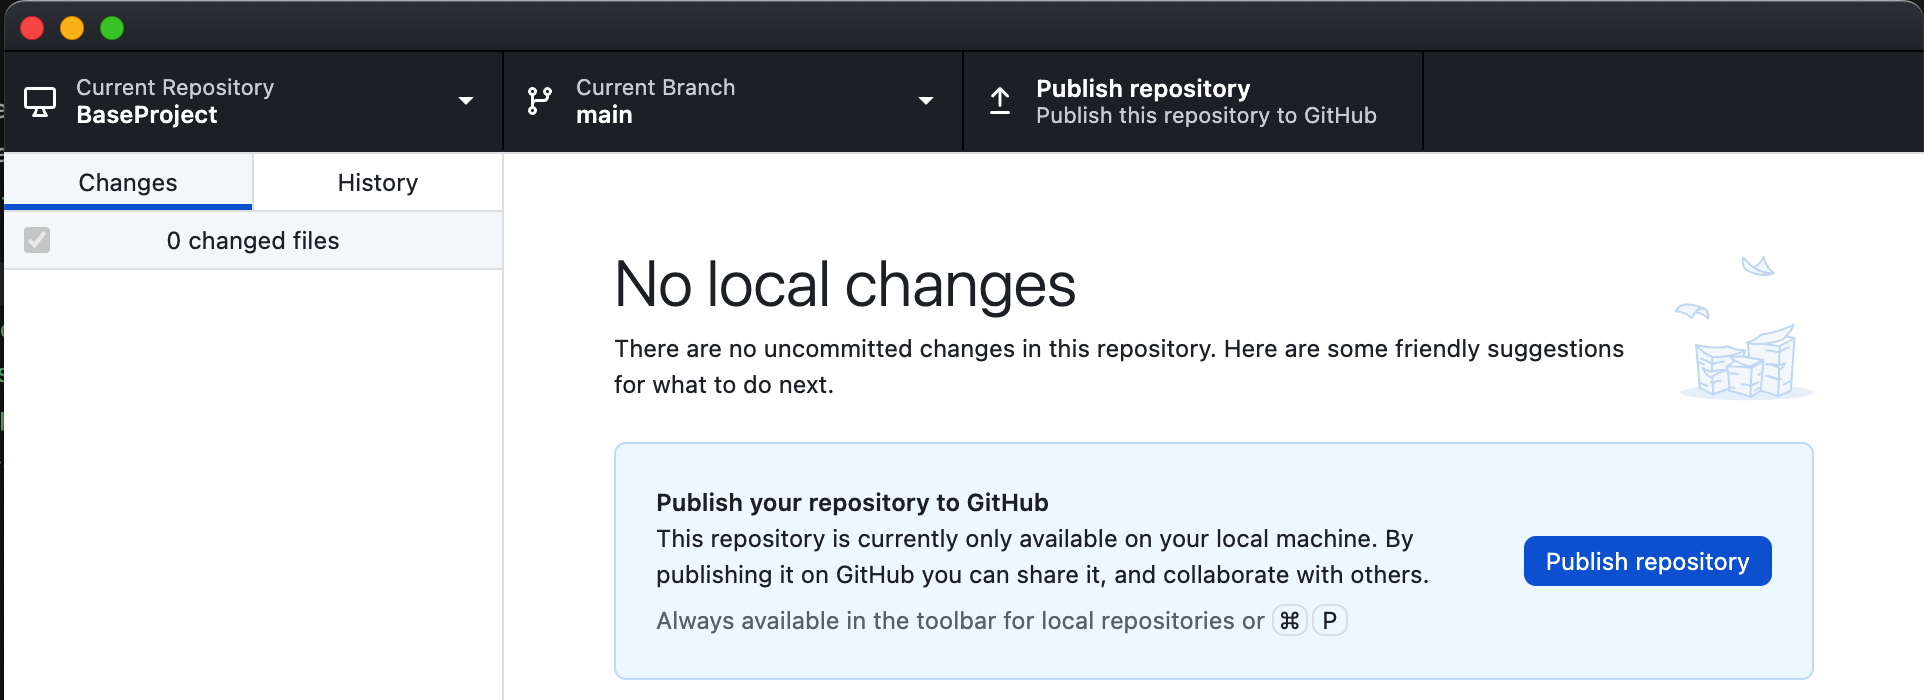 Current Repository
BaseProject
Current Branch
main
Publish repository
Publish this repository to GitHub
Changes
History
0 changed files
No local changes
There are no uncommitted changes in this repository. Here are some friendly suggestions
for what to do next.
Publish your repository to GitHub
This repository is currently only available on your local machine. By
publishing it on GitHub you can share it, and collaborate with others.
Always available in the toolbar for local repositories or ⌘ P
Publish repository